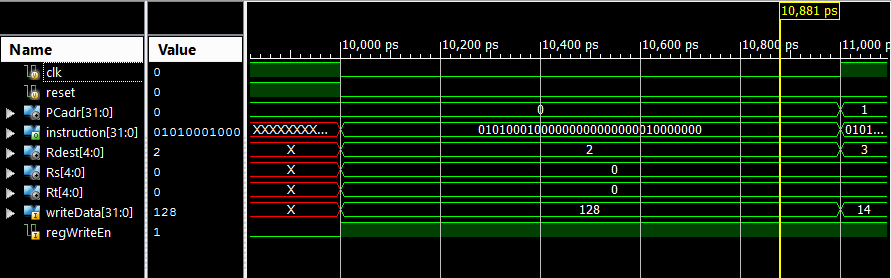 10,881 ps
Name Value
10,000 ps 10,200 ps 10,400 ps 10,600 ps 10,800 ps 11,000 ps
clk 0
reset 0
PCadr[31:0] 0 0 1
instruction[31:0] 01010001000 XXXXXXXX... 01010001000000000000000010000000 0101...
Rdest[4:0] 2 X 2 3
Rs[4:0] 0 X 0
Rt[4:0] 0 X 0
writeData[31:0] 128 X 128 14
regWriteEn 1